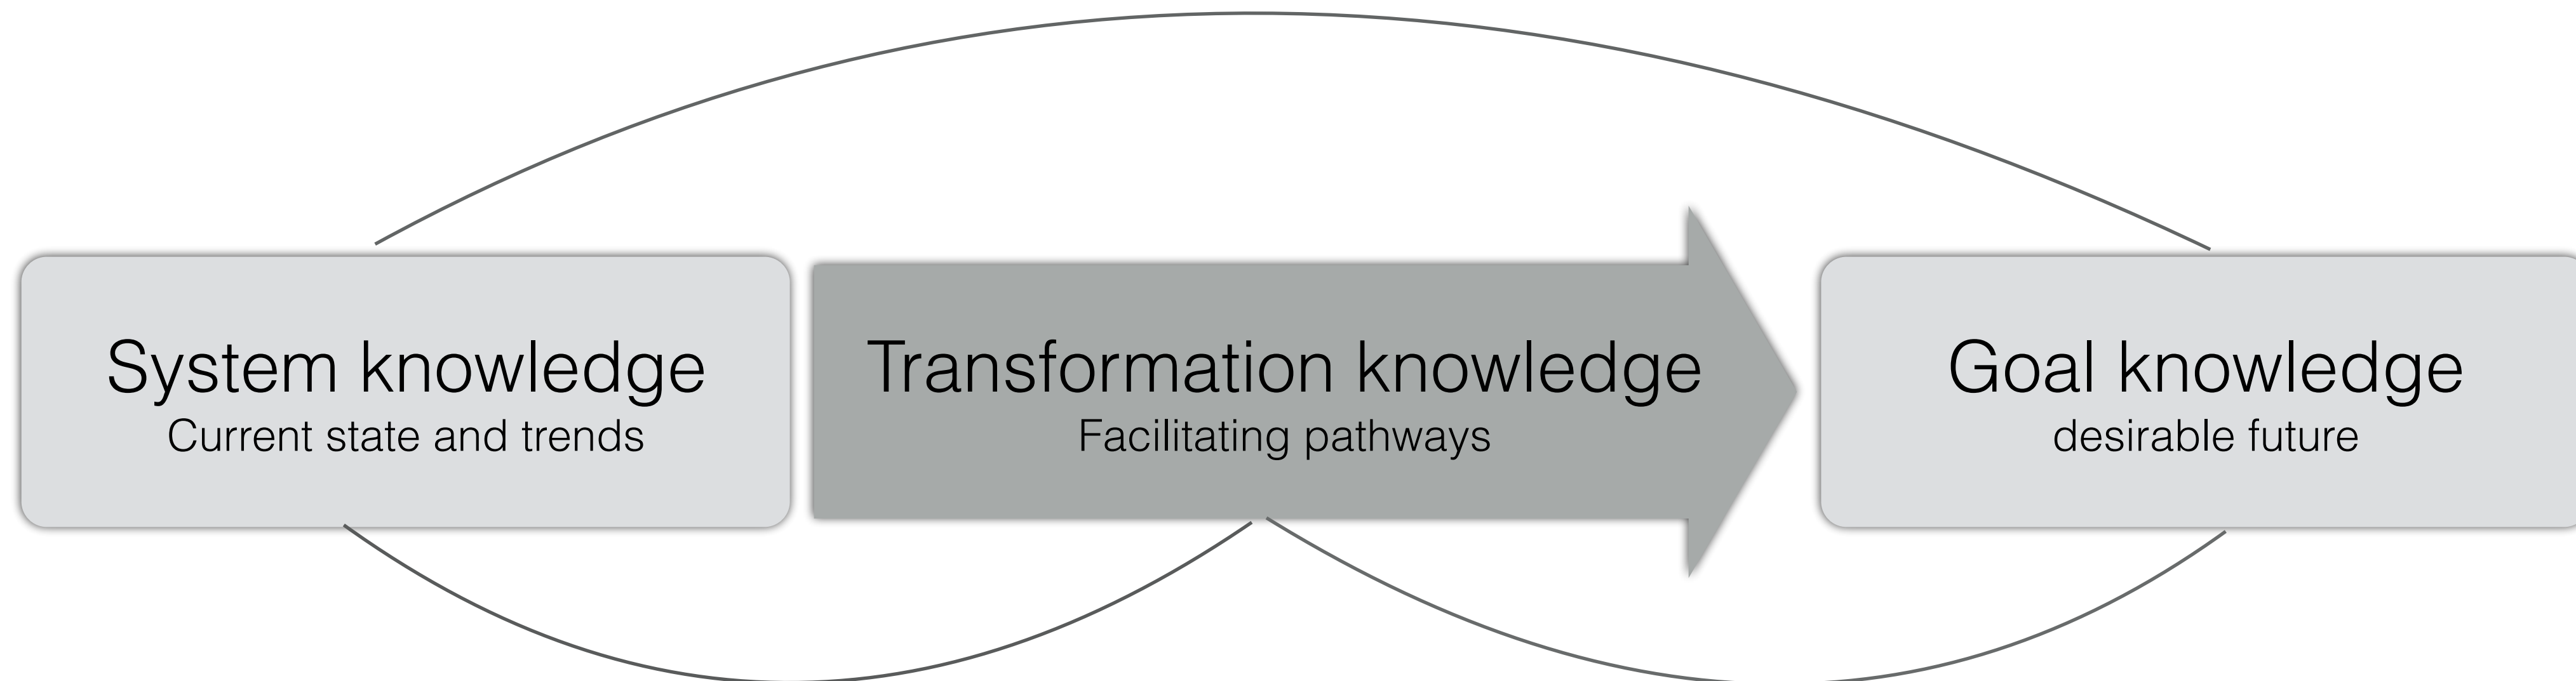 System knowledge
Current state and trends
Transformation knowledge
Facilitating pathways
Goal knowledge
desirable future